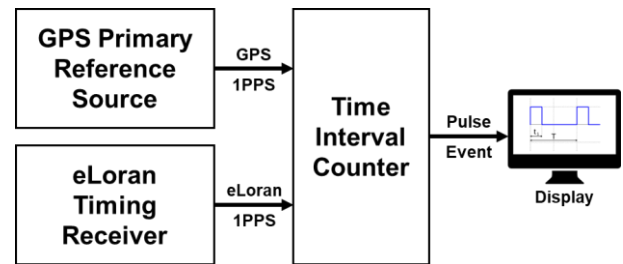 GPS Primary
Reference
Source
GPS
1PPS
eLoran
Timing
Receiver
eLoran
1PPS
Time
Interval
Counter
Pulse
Event
T
Display